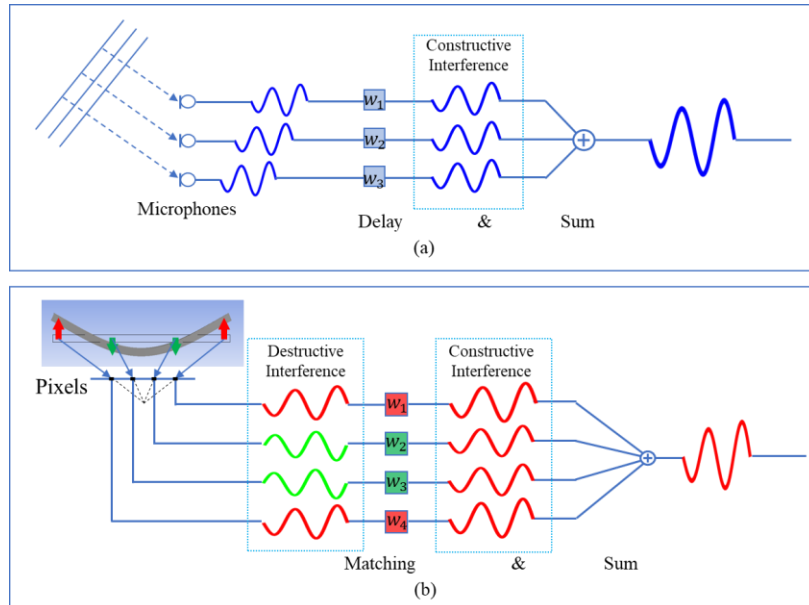 Constructive
Interference
w₁
w₂
w₃
Microphones
Delay & Sum
(a)
Pixels
Destructive
Interference
Constructive
Interference
w₁
w₂
w₃
w₄
Matching & Sum
(b)